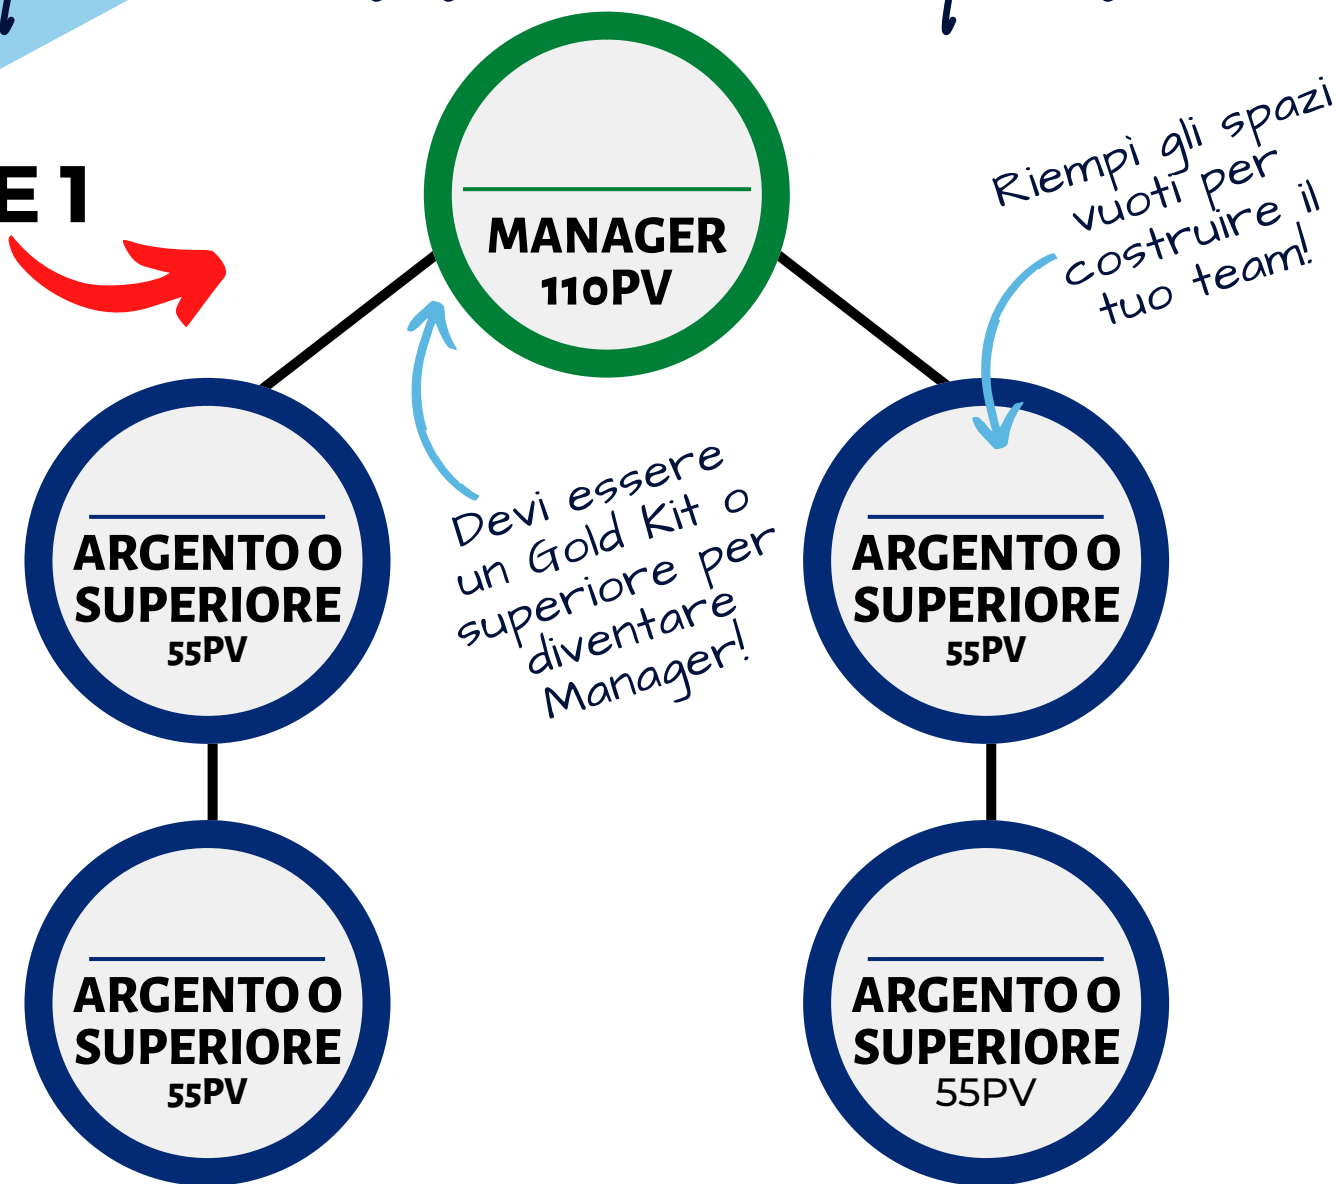 E 1
MANAGER
110PV
Riempi gli spazi
vuoti per
costruire il
tuo team!
Devi essere
un Gold Kit o
superiore per
diventare
Manager!
ARGENTO O
SUPERIORE
55PV
ARGENTO O
SUPERIORE
55PV
ARGENTO O
SUPERIORE
55PV
ARGENTO O
SUPERIORE
55PV